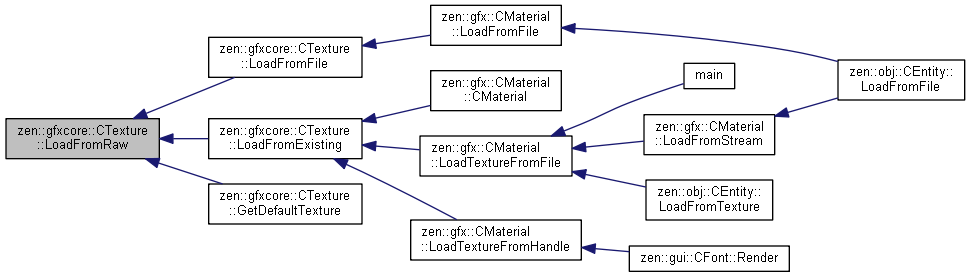 zen::gfxcore::CTexture
::LoadFromRaw
zen::gfxcore::CTexture
::LoadFromFile
zen::gfxcore::CTexture
::LoadFromExisting
zen::gfxcore::CTexture
::GetDefaultTexture
zen::gfx::CMaterial
::LoadFromFile
zen::gfx::CMaterial
::CMaterial
zen::gfx::CMaterial
::LoadTextureFromFile
zen::gfx::CMaterial
::LoadTextureFromHandle
main
zen::gfx::CMaterial
::LoadFromStream
zen::obj::CEntity::
LoadFromTexture
zen::gui::CFont::Render
zen::obj::CEntity::
LoadFromFile